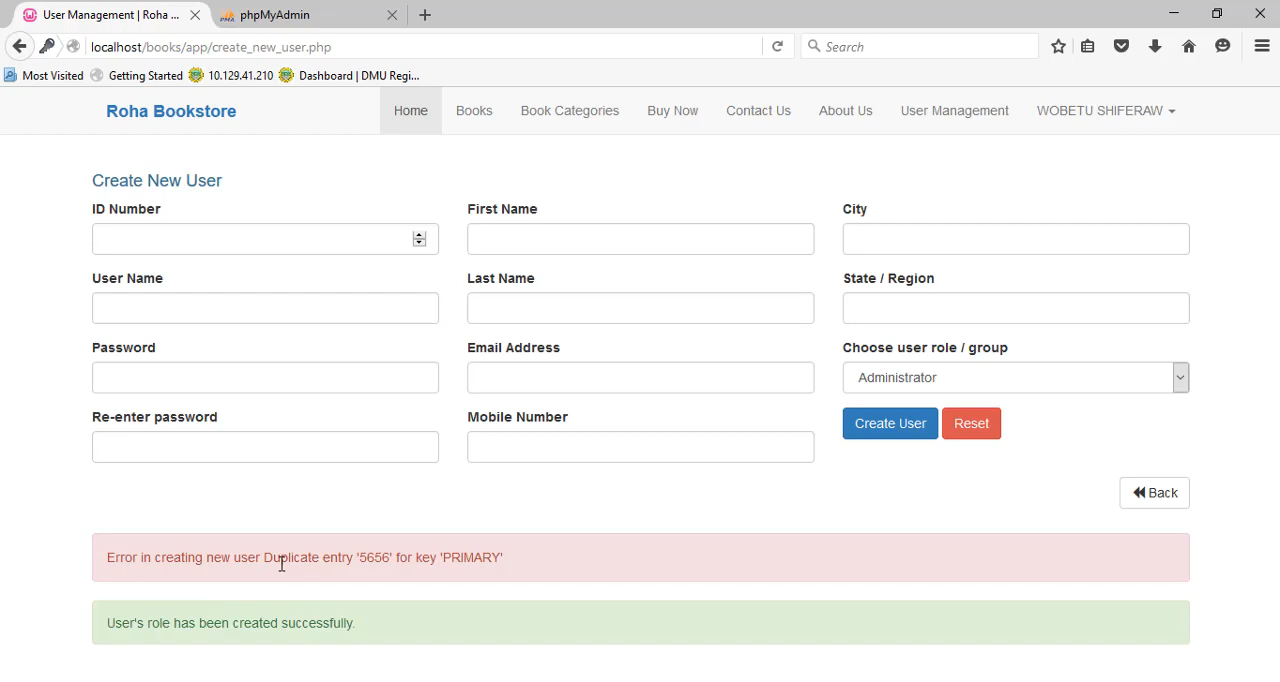 User Management | Roha ...
phpMyAdmin
localhost/books/app/create_new_user.php
Search
Most Visited
Getting Started
10.129.41.210
Dashboard | DMU Regi...
Roha Bookstore
Home
Books
Book Categories
Buy Now
Contact Us
About Us
User Management
WOBETU SHIFERAW
Create New User
ID Number
First Name
City
User Name
Last Name
State / Region
Password
Email Address
Choose user role / group
Administrator
Re-enter password
Mobile Number
Create User
Reset
Back
Error in creating new user Duplicate entry '5656' for key 'PRIMARY'
User's role has been created successfully.